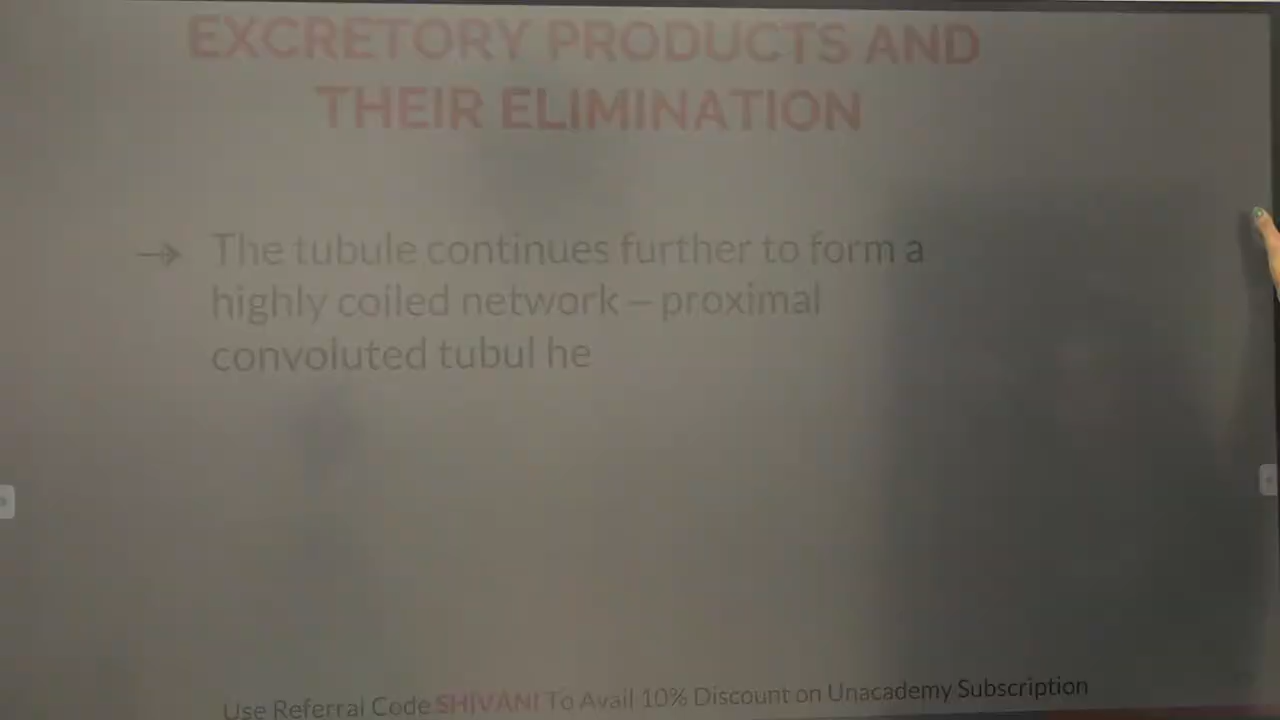 EXCRETORY PRODUCTS AND
THEIR ELIMINATION
→ The tubule continues further to form a
highly coiled network – proximal
convoluted tubul he
Use Referral Code SHIVANI To Avail 10% Discount on Unacademy Subscription